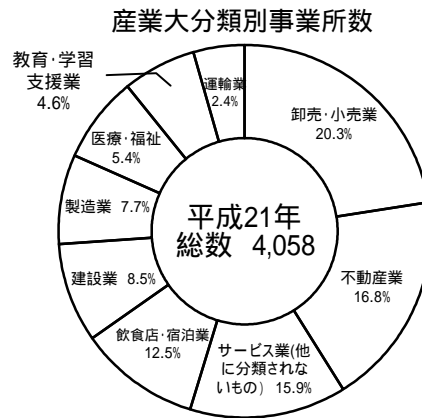 産業大分類別事業所数
教育･学習
支援業
4.6%
運輸業
2.4%
卸売･小売業
20.3%
医療･福祉
5.4%
製造業 7.7%
平成21年
総数 4,058
不動産業
16.8%
建設業 8.5%
飲食店･宿泊業
12.5%
サービス業(他
に分類されな
いもの) 15.9%